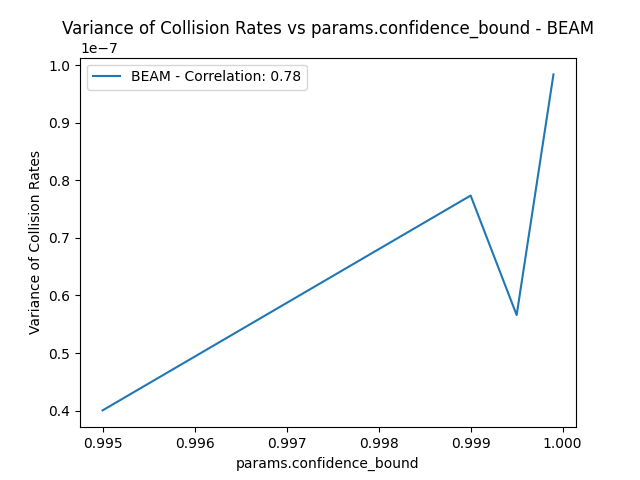 Variance of Collision Rates vs params.confidence_bound - BEAM
1e−7
BEAM - Correlation: 0.78
1.0
0.9
0.8
0.7
0.6
0.5
0.4
Variance of Collision Rates
0.995 0.996 0.997 0.998 0.999 1.000
params.confidence_bound